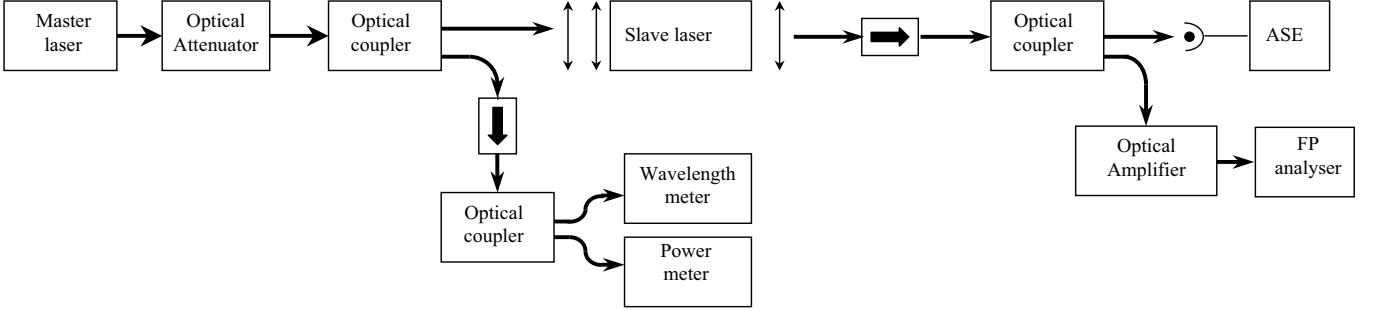 Master
laser
Optical
Attenuator
Optical
coupler
Slave laser
Optical
coupler
ASE
Optical
Amplifier
FP
analyser
Wavelength
meter
Optical
coupler
Power
meter